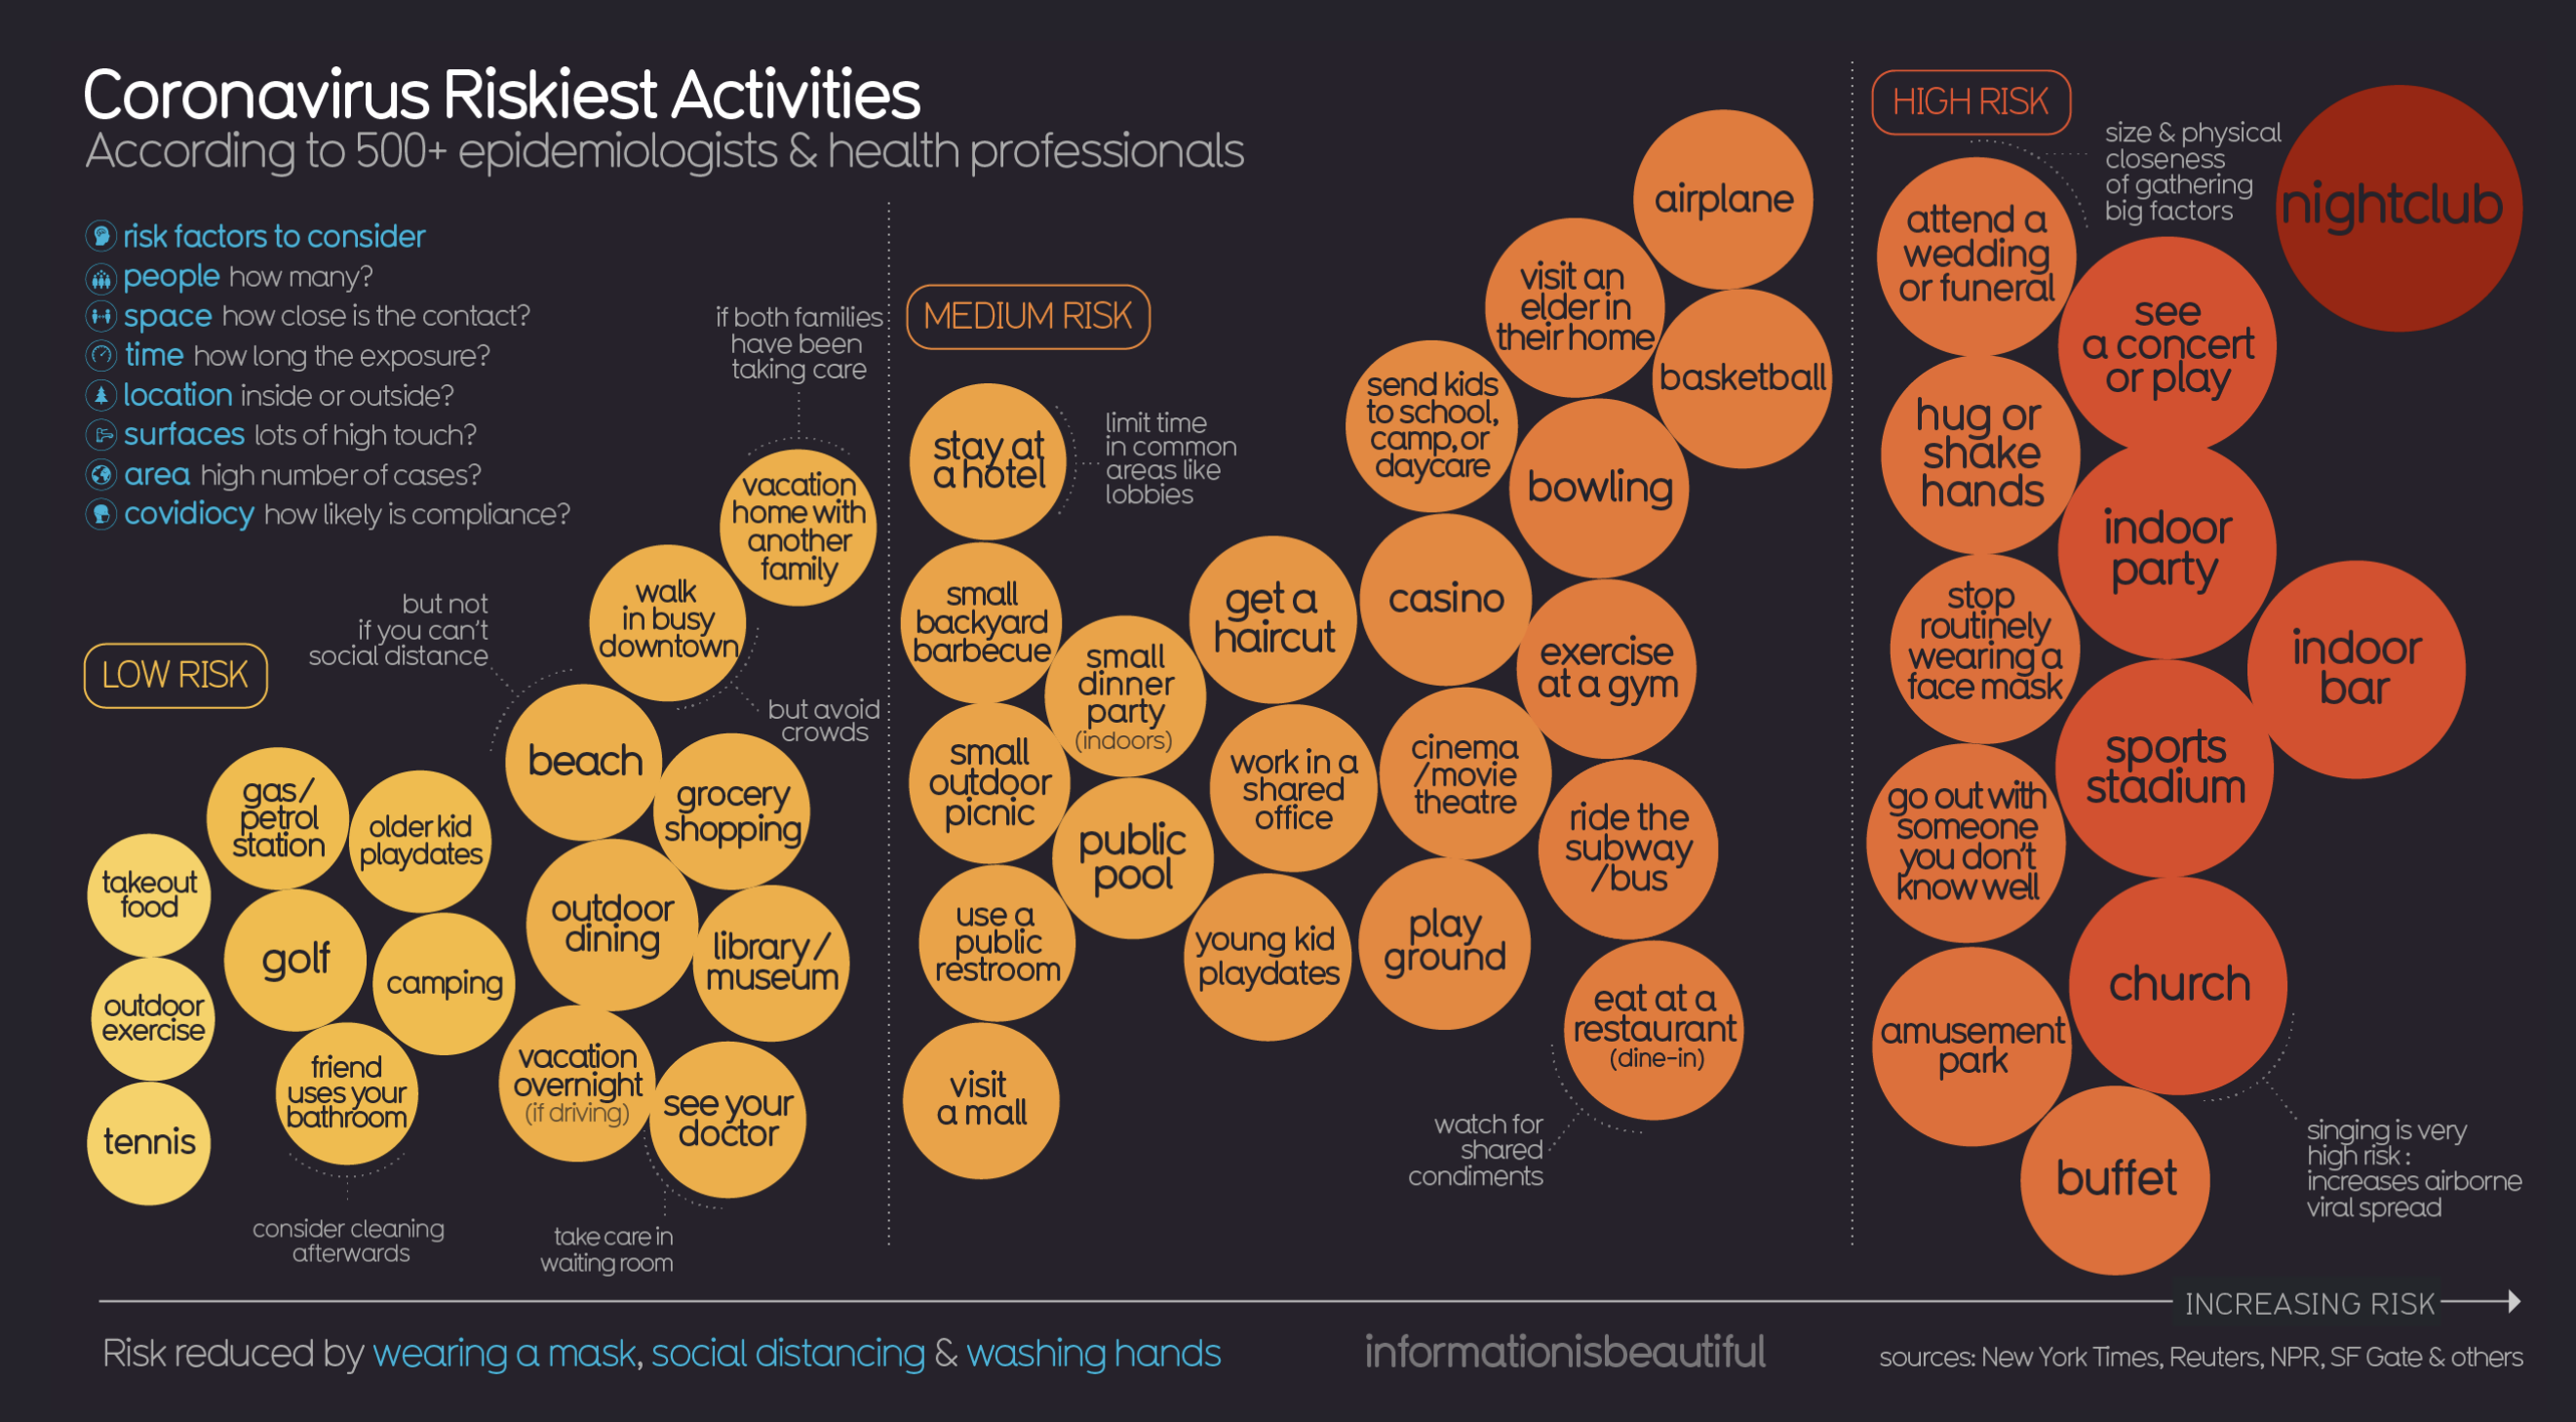 Coronavirus Riskiest Activities
According to 500+ epidemiologists & health professionals
risk factors to consider
people how many?
space how close is the contact?
time how long the exposure?
location inside or outside?
surfaces lots of high touch?
area high number of cases?
covidiocy how likely is compliance?
LOW RISK
takeout
food
outdoor
exercise
tennis
gas/
petrol
station
golf
friend
uses your
bathroom
consider cleaning
afterwards
older kid
playdates
camping
but not
if you can't
social distance
beach
outdoor
dining
vacation
overnight
(if driving)
walk
in busy
downtown
but avoid
crowds
grocery
shopping
library/
museum
see your
doctor
take care in
waiting room
if both families
have been
taking care
vacation
home with
another
family
MEDIUM RISK
stay at
a hotel
limit time
in common
areas like
lobbies
small
backyard
barbecue
small
outdoor
picnic
use a
public
restroom
visit
a mall
small
dinner
party
(indoors)
public
pool
get a
haircut
work in a
shared
office
young kid
playdates
send kids
to school,
camp, or
daycare
casino
cinema
/movie
theatre
play
ground
airplane
visit an
elder in
their home
basketball
bowling
exercise
at a gym
ride the
subway
/bus
eat at a
restaurant
(dine-in)
watch for
shared
condiments
HIGH RISK
size & physical
closeness
of gathering
big factors
attend a
wedding
or funeral
hug or
shake
hands
stop
routinely
wearing a
face mask
go out with
someone
you don't
know well
amusement
park
buffet
see
a concert
or play
indoor
party
sports
stadium
church
singing is very
high risk :
increases airborne
viral spread
nightclub
indoor
bar
INCREASING RISK
Risk reduced by wearing a mask, social distancing & washing hands
informationisbeautiful
sources: New York Times, Reuters, NPR, SF Gate & others